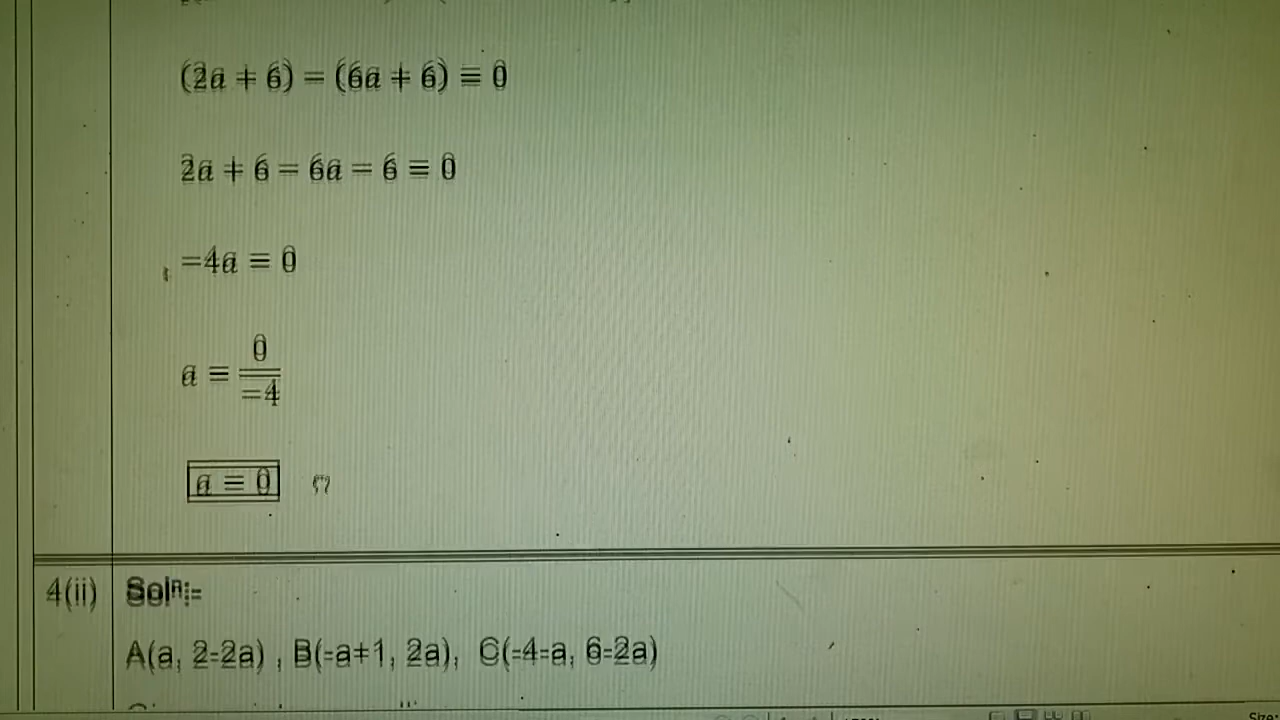 (2a + 6) − (6a + 6) = 0
2a + 6 − 6a − 6 = 0
−4a = 0
a = 0/−4
a = 0
4(ii) Solⁿ:-
A(a, 2-2a) , B(-a+1, 2a), C(-4-a, 6-2a)
Size: